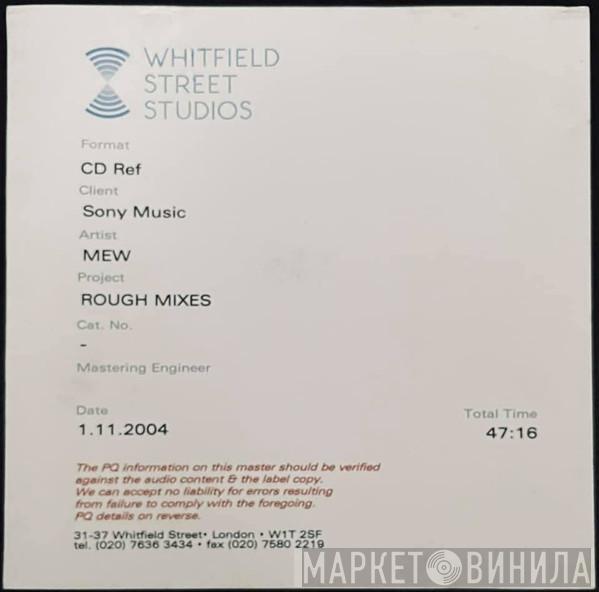 WHITFIELD
STREET
STUDIOS
Format
CD Ref
Client
Sony Music
Artist
MEW
Project
ROUGH MIXES
Cat. No.
-
Mastering Engineer
Date
1.11.2004
Total Time
47:16
The PQ information on this master should be verified
against the audio content & the label copy.
We can accept no liability for errors resulting
from failure to comply with the foregoing.
PQ details on reverse.
31-37 Whitfield Street• London • W1T 2SF
tel. (020) 7636 3434 • fax (020) 7580 2219
МАРКЕТ ВИНИЛА